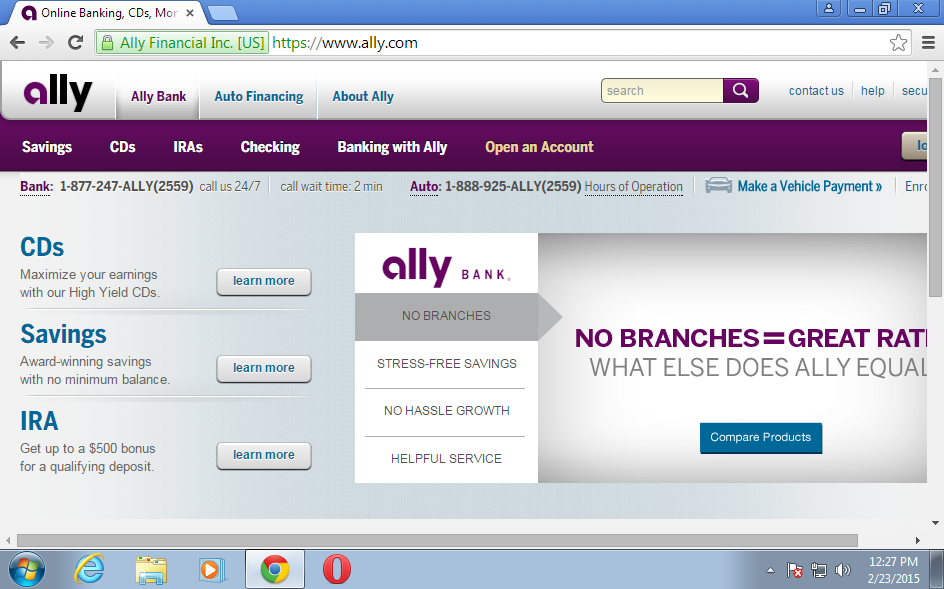 Online Banking, CDs, Mor
Ally Financial Inc. [US] https://www.ally.com
ally Ally Bank Auto Financing About Ally search contact us help secu
Savings CDs IRAs Checking Banking with Ally Open an Account lo
Bank: 1-877-247-ALLY(2559) call us 24/7 call wait time: 2 min Auto: 1-888-925-ALLY(2559) Hours of Operation Make a Vehicle Payment » Enro
CDs
Maximize your earnings
with our High Yield CDs.
learn more
Savings
Award-winning savings
with no minimum balance.
learn more
IRA
Get up to a $500 bonus
for a qualifying deposit.
learn more
ally BANK
NO BRANCHES
STRESS-FREE SAVINGS
NO HASSLE GROWTH
HELPFUL SERVICE
NO BRANCHES=GREAT RAT
WHAT ELSE DOES ALLY EQUAL
Compare Products
12:27 PM
2/23/2015